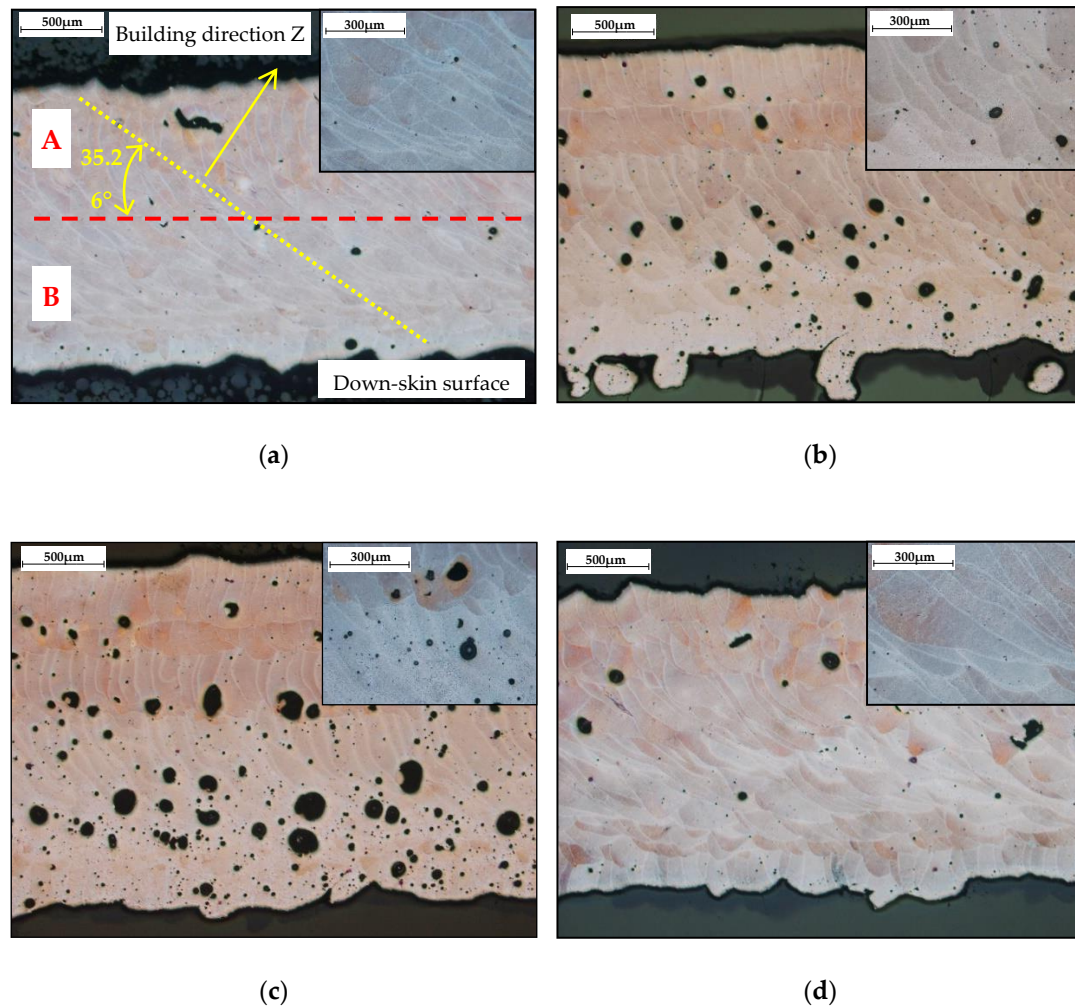 500µm
Building direction Z
300µm
A
35.2
6°
B
Down-skin surface
(a)
500µm
300µm
(b)
500µm
300µm
(c)
500µm
300µm
(d)